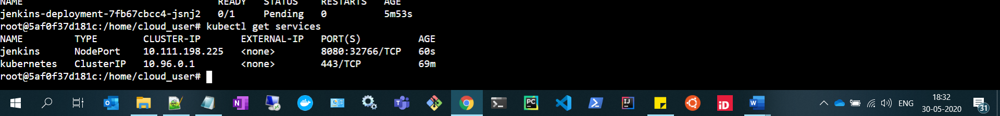 NAME READY STATUS RESTARTS AGE
jenkins-deployment-7fb67cbcc4-jsnj2 0/1 Pending 0 5m53s
root@5af0f37d181c:/home/cloud_user# kubectl get services
NAME TYPE CLUSTER-IP EXTERNAL-IP PORT(S) AGE
jenkins NodePort 10.111.198.225 <none> 8080:32766/TCP 60s
kubernetes ClusterIP 10.96.0.1 <none> 443/TCP 69m
root@5af0f37d181c:/home/cloud_user#
ENG
18:32
30-05-2020
31